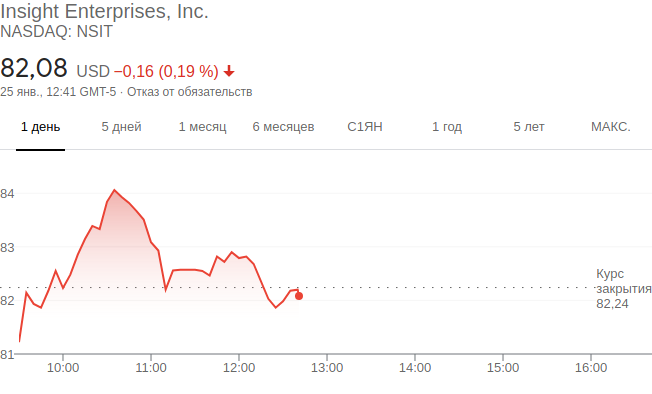 Insight Enterprises, Inc.
NASDAQ: NSIT
82,08 USD −0,16 (0,19 %)
25 янв., 12:41 GMT-5 · Отказ от обязательств
1 день 5 дней 1 месяц 6 месяцев С1ЯН 1 год 5 лет МАКС.
84
83
Курс
закрытия
82,24
82
81
10:00 11:00 12:00 13:00 14:00 15:00 16:00